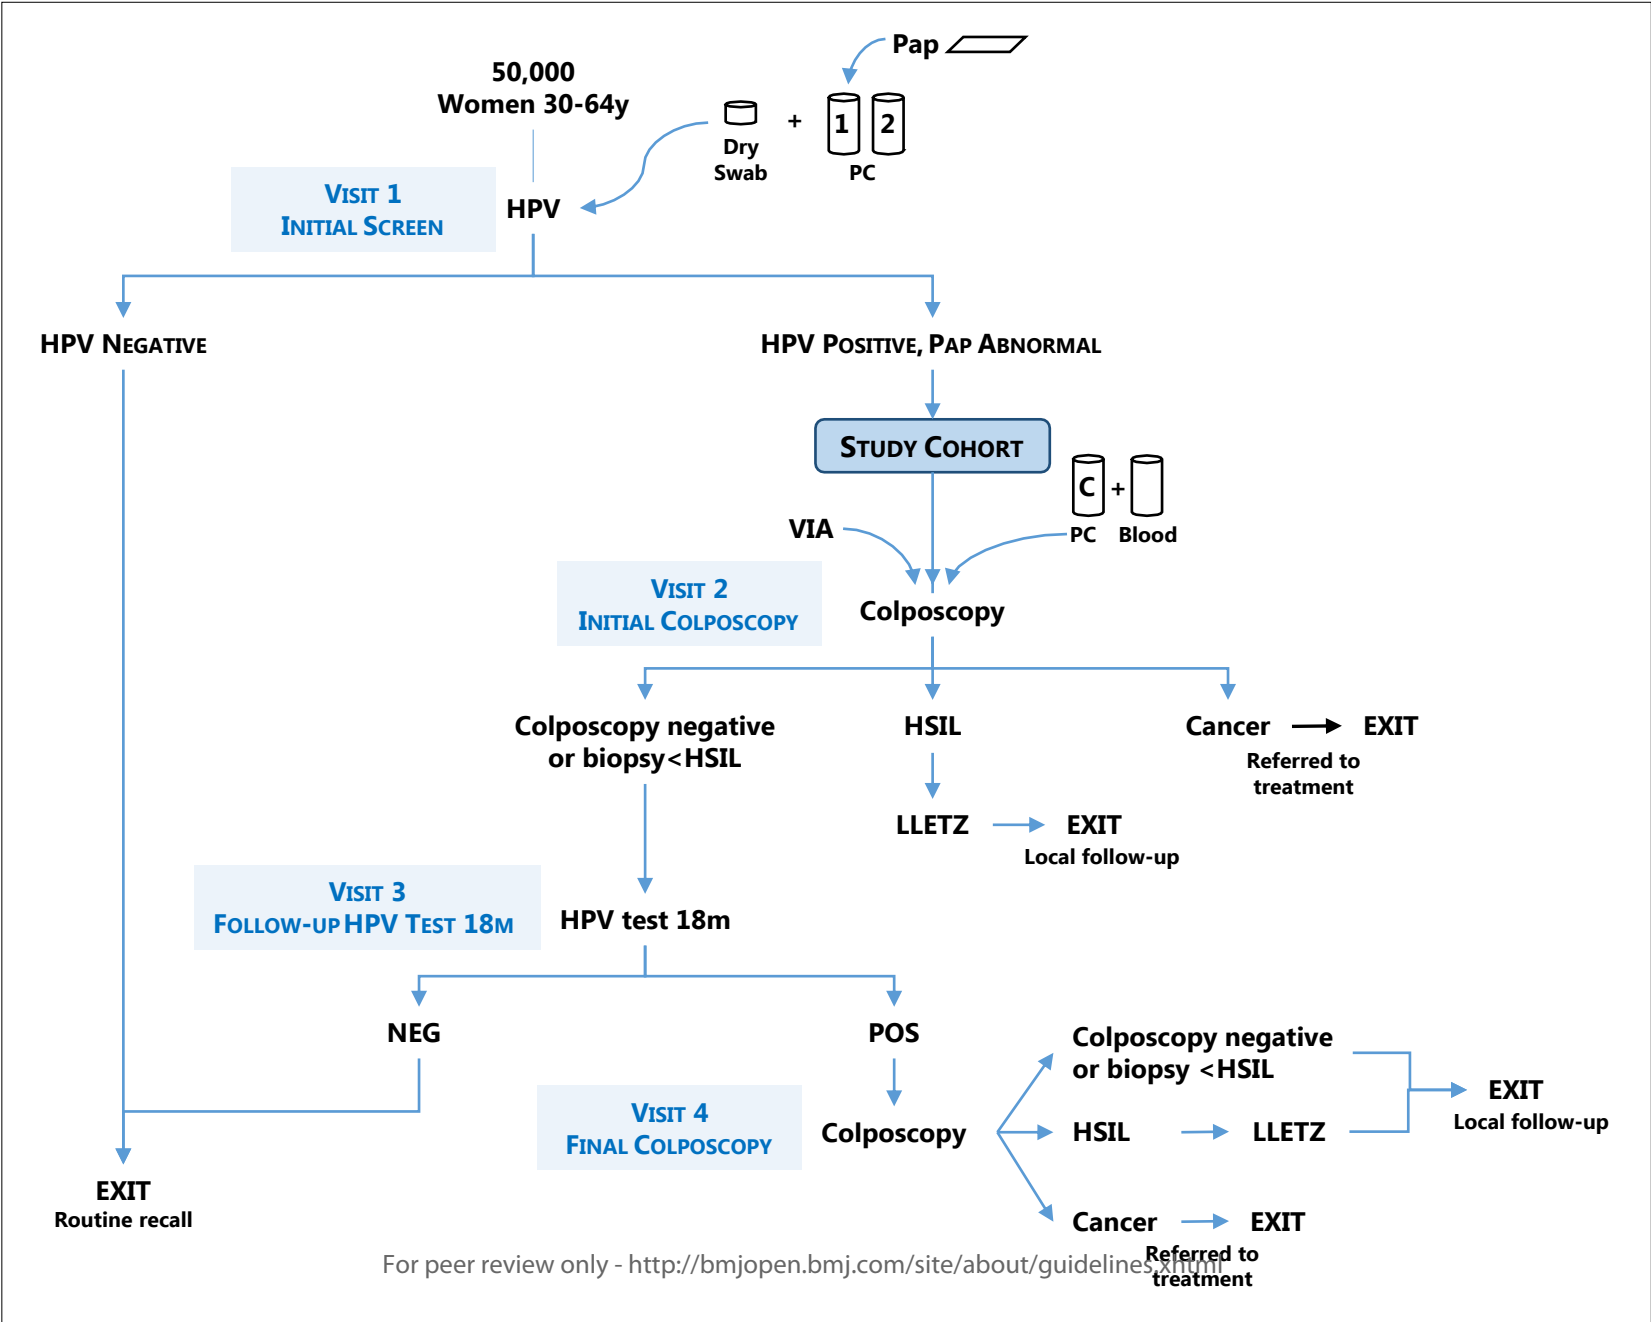 Pap
50,000
Women 30-64y
1
2
+
Dry
Swab
PC
VISIT 1
INITIAL SCREEN
HPV
HPV NEGATIVE
HPV POSITIVE, PAP ABNORMAL
STUDY COHORT
C
+
PC
Blood
VIA
VISIT 2
INITIAL COLPOSCOPY
Colposcopy
Colposcopy negative
or biopsy<HSIL
HSIL
Cancer
EXIT
Referred to
treatment
LLETZ
EXIT
Local follow-up
VISIT 3
FOLLOW-UP HPV TEST 18M
HPV test 18m
NEG
POS
Colposcopy negative
or biopsy <HSIL
EXIT
Local follow-up
VISIT 4
FINAL COLPOSCOPY
Colposcopy
HSIL
LLETZ
EXIT
Routine recall
Cancer
EXIT
Referred to
treatment
For peer review only - http://bmjopen.bmj.com/site/about/guidelines.xhtml